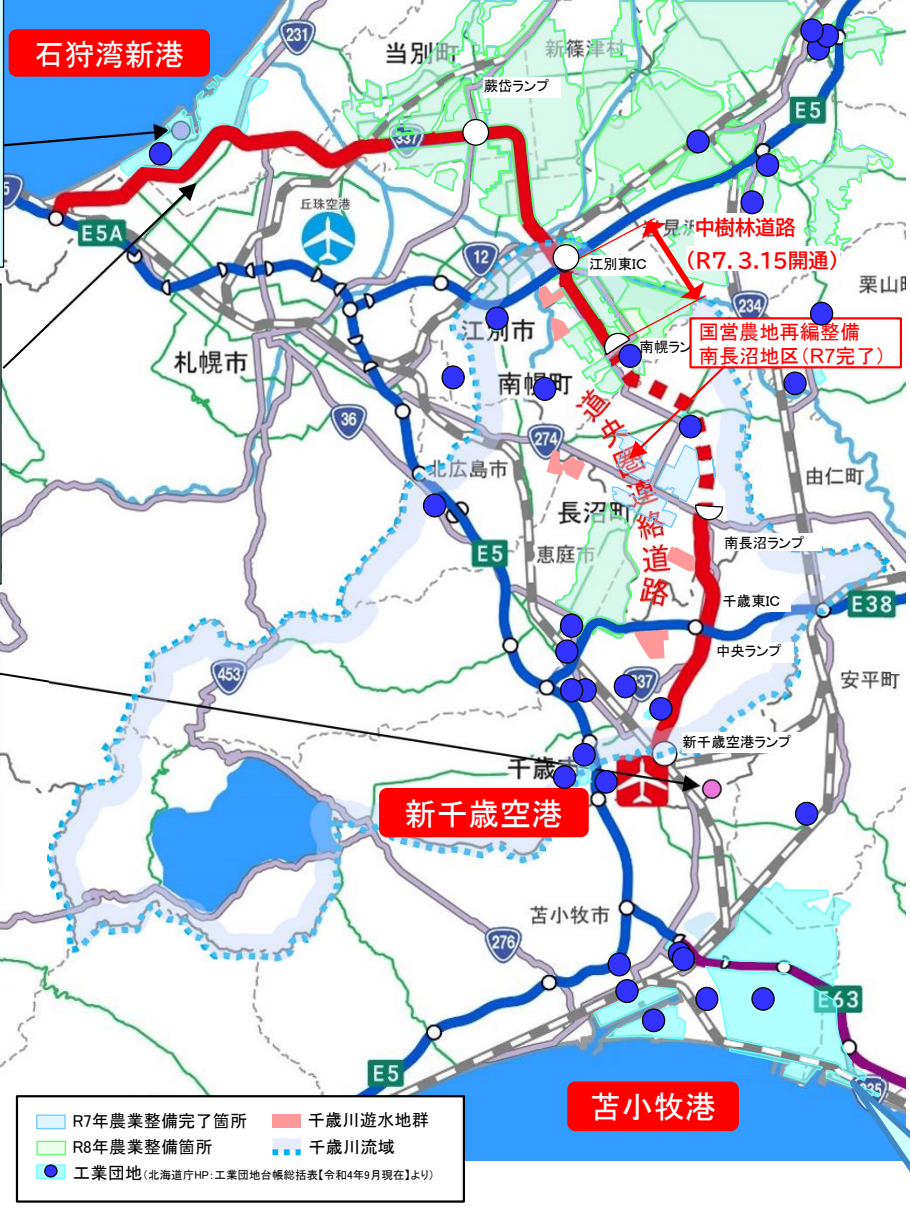 石狩湾新港
231
当別町
新篠津村
蕨岱ランプ
E5
337
5
E5A
丘珠空港
12
江別東IC
中樹林道路
(R7. 3.15開通)
栗山町
234
江別市
札幌市
南幌ラン
国営農地再編整備
南長沼地区(R7完了)
南幌町
36
道央圏連絡道路
274
北広島市
由仁町
長沼町
南長沼ランプ
恵庭市
E5
千歳東IC
E38
中央ランプ
453
337
安平町
新千歳空港ランプ
千歳市
新千歳空港
苫小牧市
276
E63
E5
235
苫小牧港
R7年農業整備完了箇所
千歳川遊水地群
R8年農業整備箇所
千歳川流域
工業団地(北海道庁HP:工業団地台帳総括表【令和4年9月現在】より)